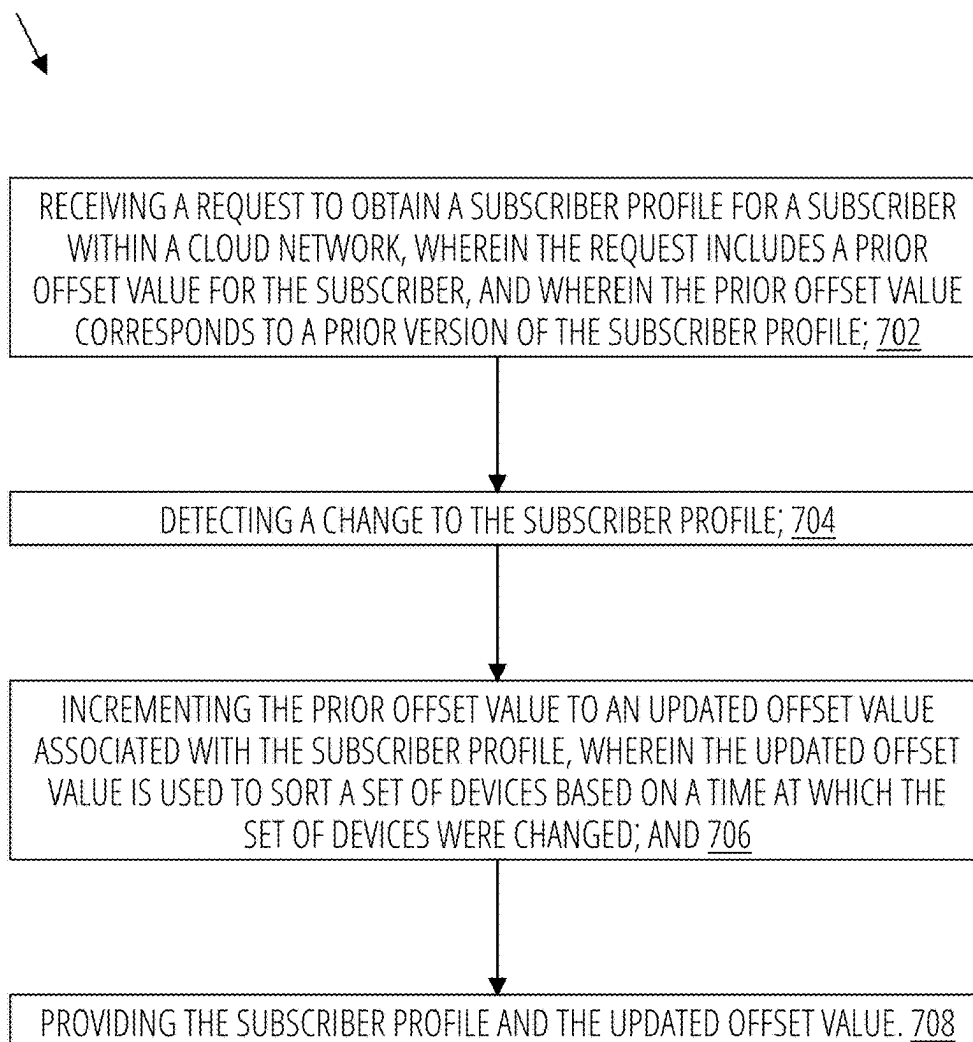 RECEIVING A REQUEST TO OBTAIN A SUBSCRIBER PROFILE FOR A SUBSCRIBER
WITHIN A CLOUD NETWORK, WHEREIN THE REQUEST INCLUDES A PRIOR
OFFSET VALUE FOR THE SUBSCRIBER, AND WHEREIN THE PRIOR OFFSET VALUE
CORRESPONDS TO A PRIOR VERSION OF THE SUBSCRIBER PROFILE; 702
DETECTING A CHANGE TO THE SUBSCRIBER PROFILE; 704
INCREMENTING THE PRIOR OFFSET VALUE TO AN UPDATED OFFSET VALUE
ASSOCIATED WITH THE SUBSCRIBER PROFILE, WHEREIN THE UPDATED OFFSET
VALUE IS USED TO SORT A SET OF DEVICES BASED ON A TIME AT WHICH THE
SET OF DEVICES WERE CHANGED; AND 706
PROVIDING THE SUBSCRIBER PROFILE AND THE UPDATED OFFSET VALUE. 708